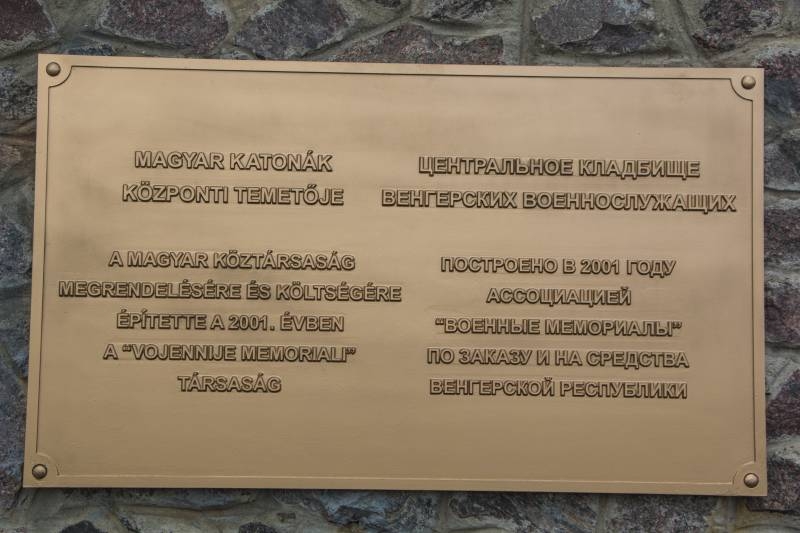 MAGYAR KATONÁK
KÖZPONTI TEMETŐJE
A MAGYAR KÖZTÁRSASÁG
MEGRENDELÉSÉRE ÉS KÖLTSÉGÉRE
ÉPÍTETTE A 2001. ÉVBEN
A “VOJENNIJE MEMORIALI”
TÁRSASÁG
ЦЕНТРАЛЬНОЕ КЛАДБИЩЕ
ВЕНГЕРСКИХ ВОЕННОСЛУЖАЩИХ
ПОСТРОЕНО В 2001 ГОДУ
АССОЦИАЦИЕЙ
“ВОЕННЫЕ МЕМОРИАЛЫ”
ПО ЗАКАЗУ И НА СРЕДСТВА
ВЕНГЕРСКОЙ РЕСПУБЛИКИ